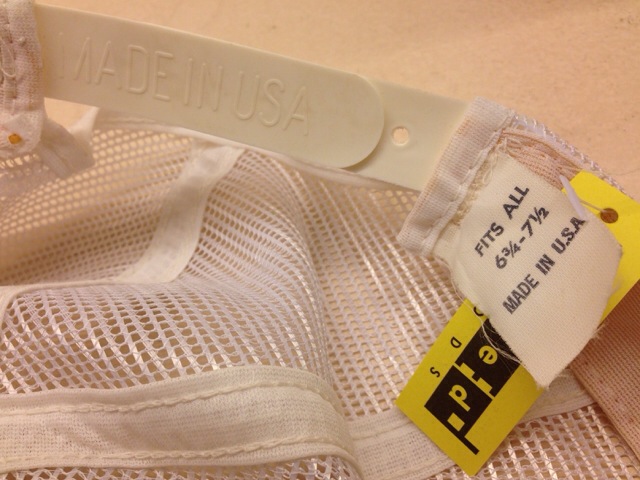 MADE IN USA
FITS ALL
6¾-7½
MADE IN U.S.A